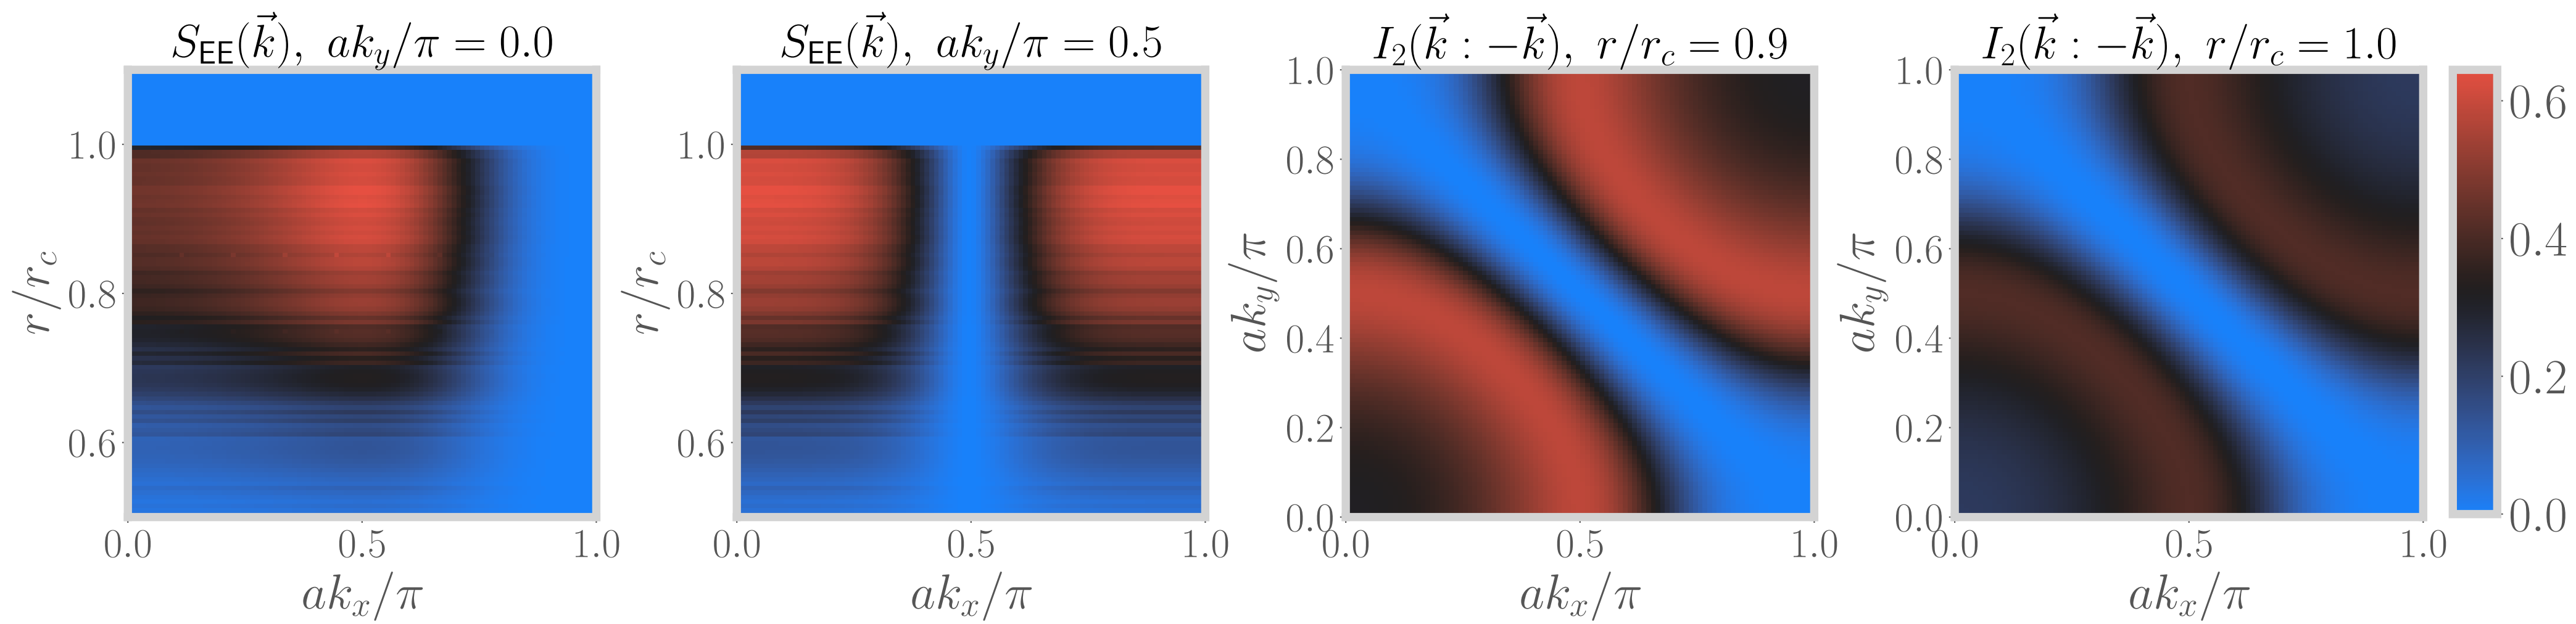 S_EE(k⃗), ak_y/π = 0.0
1.0
0.8
0.6
r/r_c
0.0 0.5 1.0
ak_x/π
S_EE(k⃗), ak_y/π = 0.5
1.0
0.8
0.6
r/r_c
0.0 0.5 1.0
ak_x/π
I_2(k⃗ : −k⃗), r/r_c = 0.9
1.0
0.8
0.6
0.4
0.2
0.0
ak_y/π
0.0 0.5 1.0
ak_x/π
I_2(k⃗ : −k⃗), r/r_c = 1.0
1.0
0.8
0.6
0.4
0.2
0.0
ak_y/π
0.0 0.5 1.0
ak_x/π
0.6
0.4
0.2
0.0